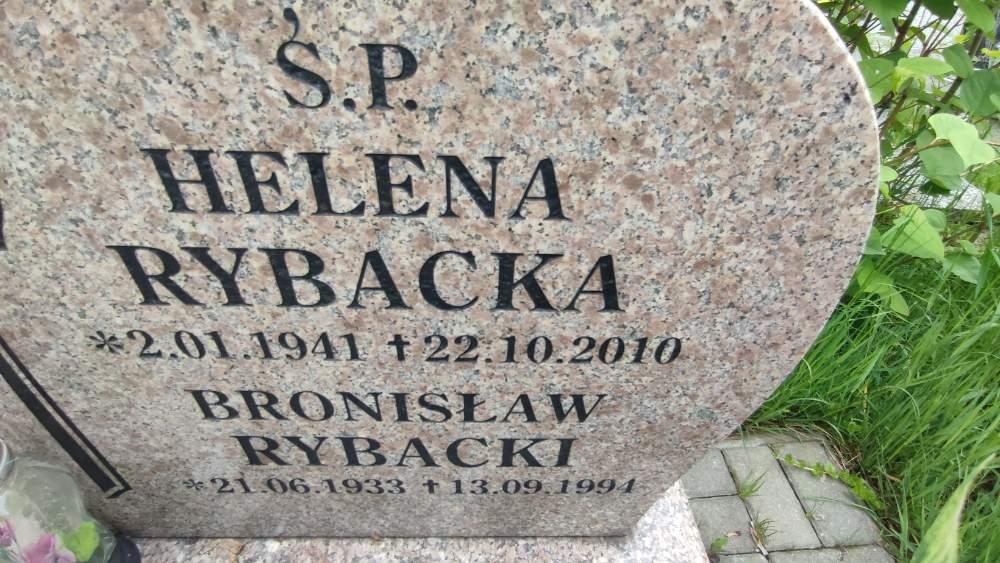 Ś.P.
HELENA
RYBACKA
*2.01.1941 †22.10.2010
BRONISŁAW
RYBACKI
*21.06.1933 †13.09.1994